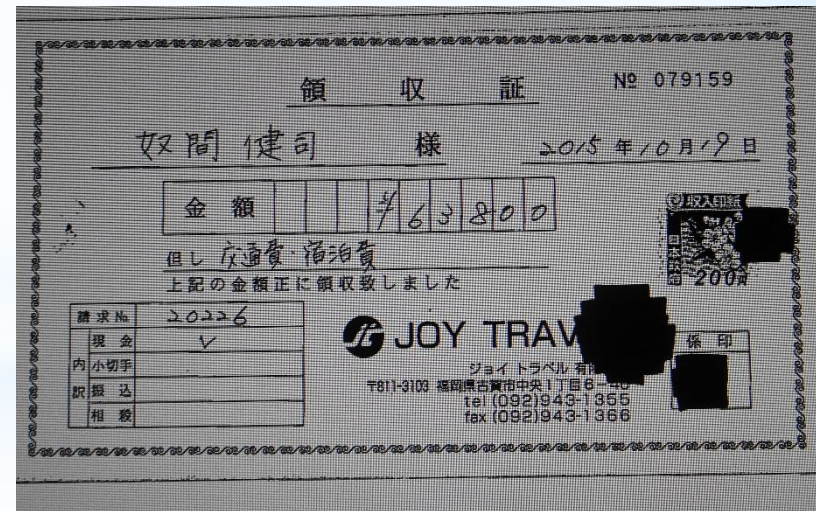 領収証
№ 079159
奴間健司 様
2015年10月19日
金額 ¥63800
但し 交通費・宿泊費
上記の金額正に領収致しました
収入印紙
200円
請求№ 20226
内訳
現金 ✓
小切手
振込
相殺
JOY TRAV
ジョイトラベル 有
〒811-3103 福岡県古賀市中央1丁目6-
tel (092)943-1355
fax (092)943-1366
係印